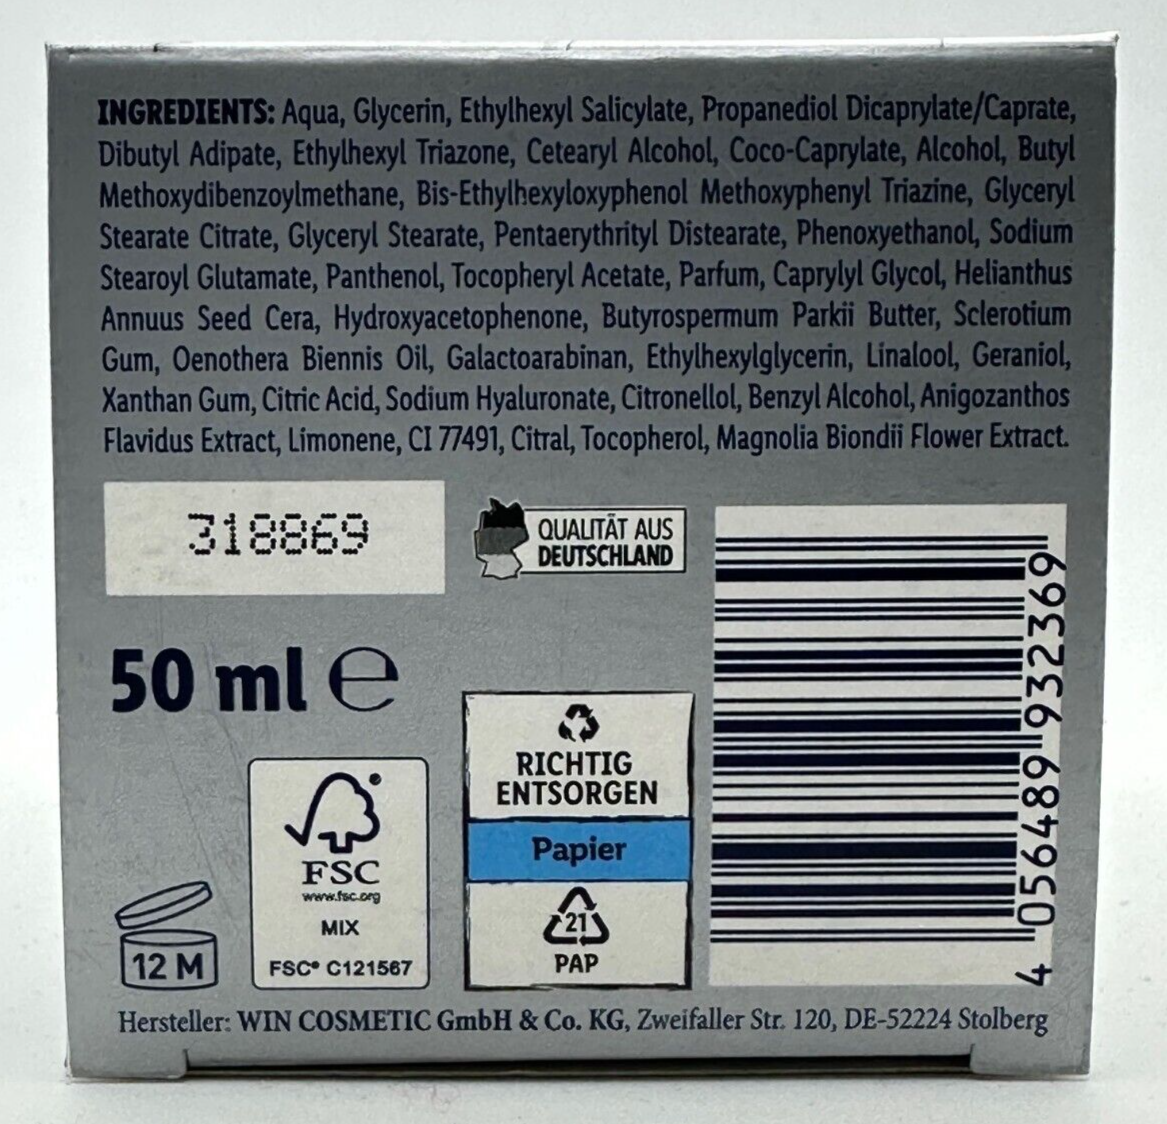 INGREDIENTS: Aqua, Glycerin, Ethylhexyl Salicylate, Propanediol Dicaprylate/Caprate,
Dibutyl Adipate, Ethylhexyl Triazone, Cetearyl Alcohol, Coco-Caprylate, Alcohol, Butyl
Methoxydibenzoylmethane, Bis-Ethylhexyloxyphenol Methoxyphenyl Triazine, Glyceryl
Stearate Citrate, Glyceryl Stearate, Pentaerythrityl Distearate, Phenoxyethanol, Sodium
Stearoyl Glutamate, Panthenol, Tocopheryl Acetate, Parfum, Caprylyl Glycol, Helianthus
Annuus Seed Cera, Hydroxyacetophenone, Butyrospermum Parkii Butter, Sclerotium
Gum, Oenothera Biennis Oil, Galactoarabinan, Ethylhexylglycerin, Linalool, Geraniol,
Xanthan Gum, Citric Acid, Sodium Hyaluronate, Citronellol, Benzyl Alcohol, Anigozanthos
Flavidus Extract, Limonene, CI 77491, Citral, Tocopherol, Magnolia Biondii Flower Extract.
318869
QUALITÄT AUS
DEUTSCHLAND
50 ml ℮
RICHTIG
ENTSORGEN
Papier
21
PAP
FSC®
www.fsc.org
MIX
FSC® C121567
12 M
4 056489 932369
Hersteller: WIN COSMETIC GmbH & Co. KG, Zweifaller Str. 120, DE-52224 Stolberg